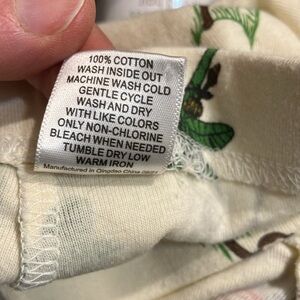 100% COTTON
WASH INSIDE OUT
MACHINE WASH COLD
GENTLE CYCLE
WASH AND DRY
WITH LIKE COLORS
ONLY NON-CHLORINE
BLEACH WHEN NEEDED
TUMBLE DRY LOW
WARM IRON
Manufactured in Qingdao China